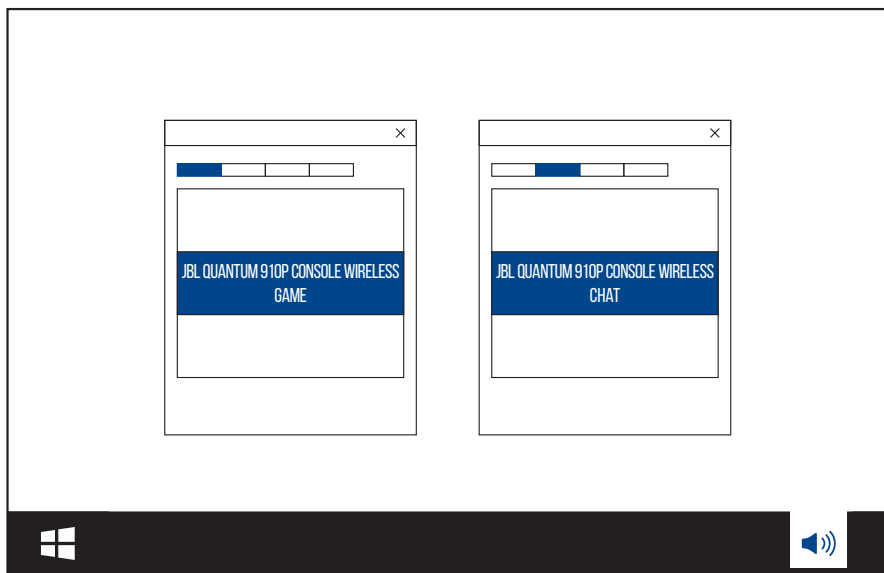 JBL QUANTUM 910P CONSOLE WIRELESS
GAME
JBL QUANTUM 910P CONSOLE WIRELESS
CHAT